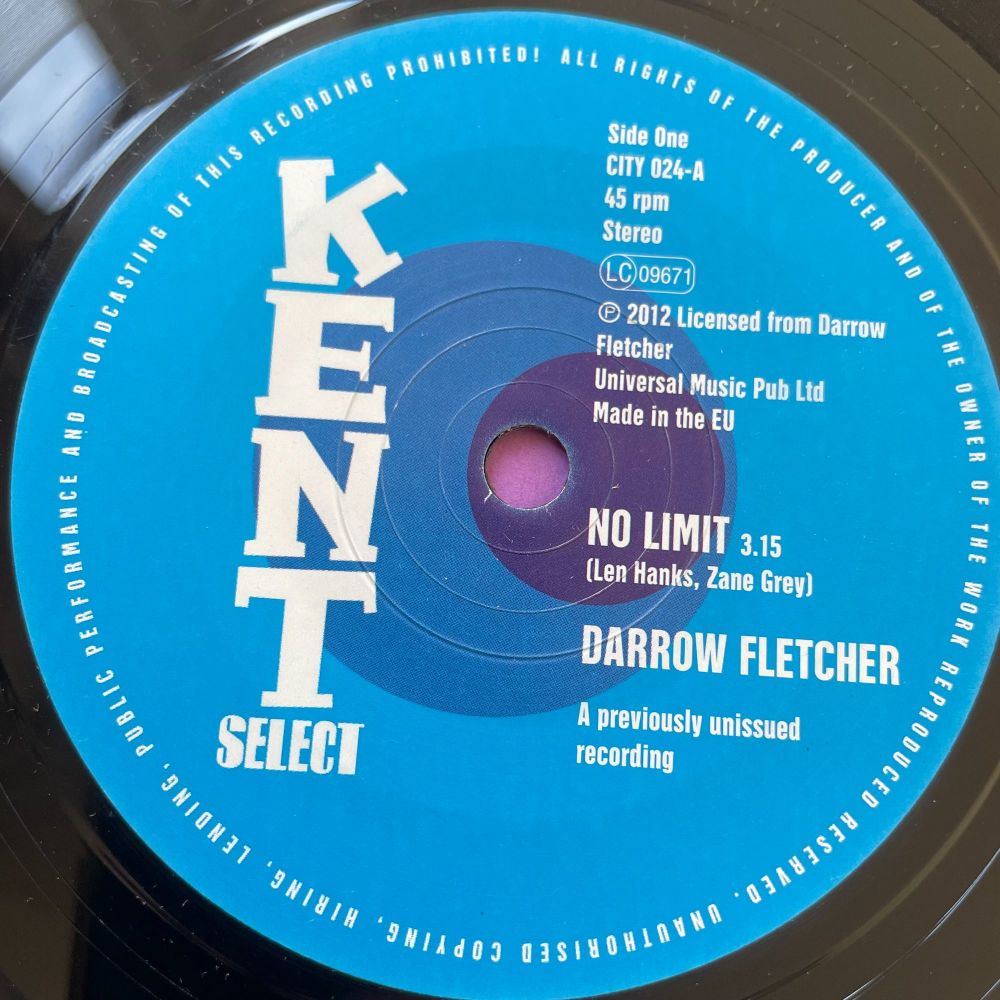 KENT
SELECT
Side One
CITY 024-A
45 rpm
Stereo
LC 09671
℗ 2012 Licensed from Darrow
Fletcher
Universal Music Pub Ltd
Made in the EU
NO LIMIT 3.15
(Len Hanks, Zane Grey)
DARROW FLETCHER
A previously unissued
recording
ALL RIGHTS OF THE PRODUCER AND OF THE OWNER OF THE WORK REPRODUCED RESERVED. UNAUTHORISED COPYING, HIRING, LENDING, PUBLIC PERFORMANCE AND BROADCASTING OF THIS RECORDING PROHIBITED!